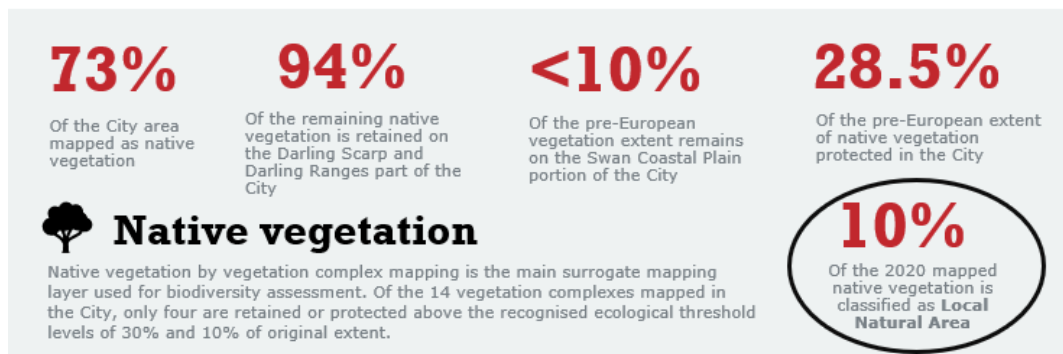 73%
Of the City area
mapped as native
vegetation
94%
Of the remaining native
vegetation is retained on
the Darling Scarp and
Darling Ranges part of the
City
<10%
Of the pre-European
vegetation extent remains
on the Swan Coastal Plain
portion of the City
28.5%
Of the pre-European extent
of native vegetation
protected in the City
Native vegetation
Native vegetation by vegetation complex mapping is the main surrogate mapping
layer used for biodiversity assessment. Of the 14 vegetation complexes mapped in
the City, only four are retained or protected above the recognised ecological threshold
levels of 30% and 10% of original extent.
10%
Of the 2020 mapped
native vegetation is
classified as Local
Natural Area